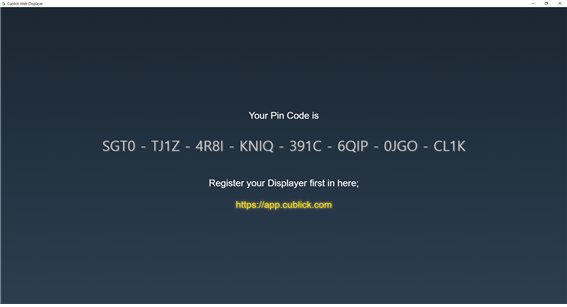 Cublick Web Displayer
Your Pin Code is
SGT0 - TJ1Z - 4R8I - KNIQ - 391C - 6QIP - 0JGO - CL1K
Register your Displayer first in here;
https://app.cublick.com